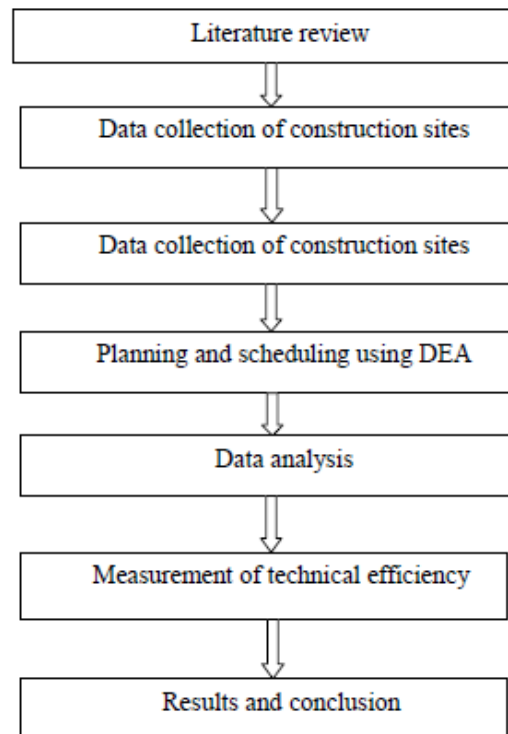 Literature review
Data collection of construction sites
Data collection of construction sites
Planning and scheduling using DEA
Data analysis
Measurement of technical efficiency
Results and conclusion